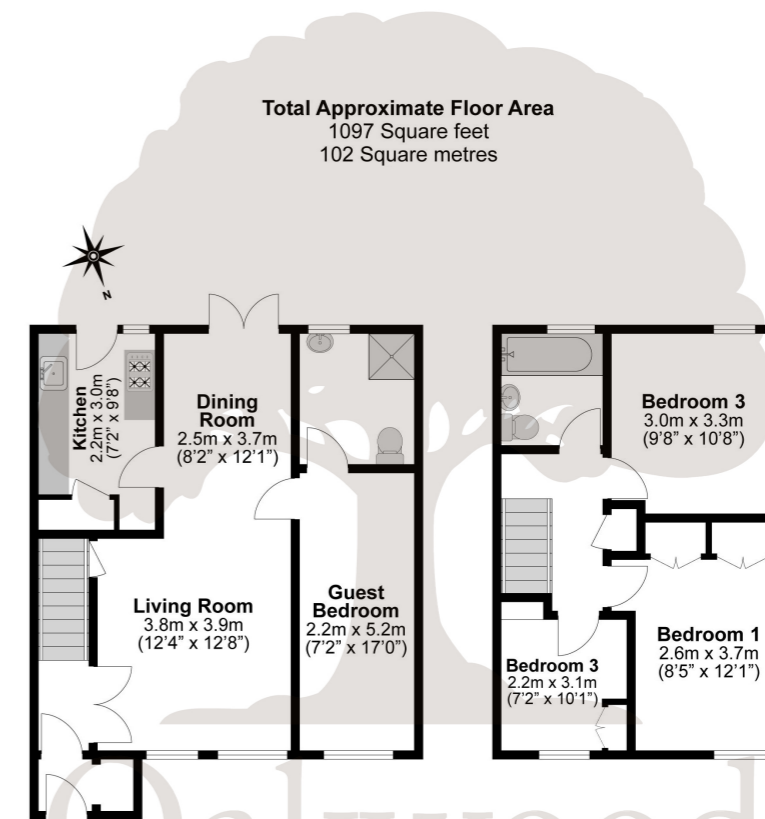 Total Approximate Floor Area
1097 Square feet
102 Square metres
N
Kitchen
2.2m x 3.0m
(7'2" x 9'8")
Dining
Room
2.5m x 3.7m
(8'2" x 12'1")
Living Room
3.8m x 3.9m
(12'4" x 12'8")
Guest
Bedroom
2.2m x 5.2m
(7'2" x 17'0")
Bedroom 3
3.0m x 3.3m
(9'8" x 10'8")
Bedroom 1
2.6m x 3.7m
(8'5" x 12'1")
Bedroom 3
2.2m x 3.1m
(7'2" x 10'1")
Oakwood